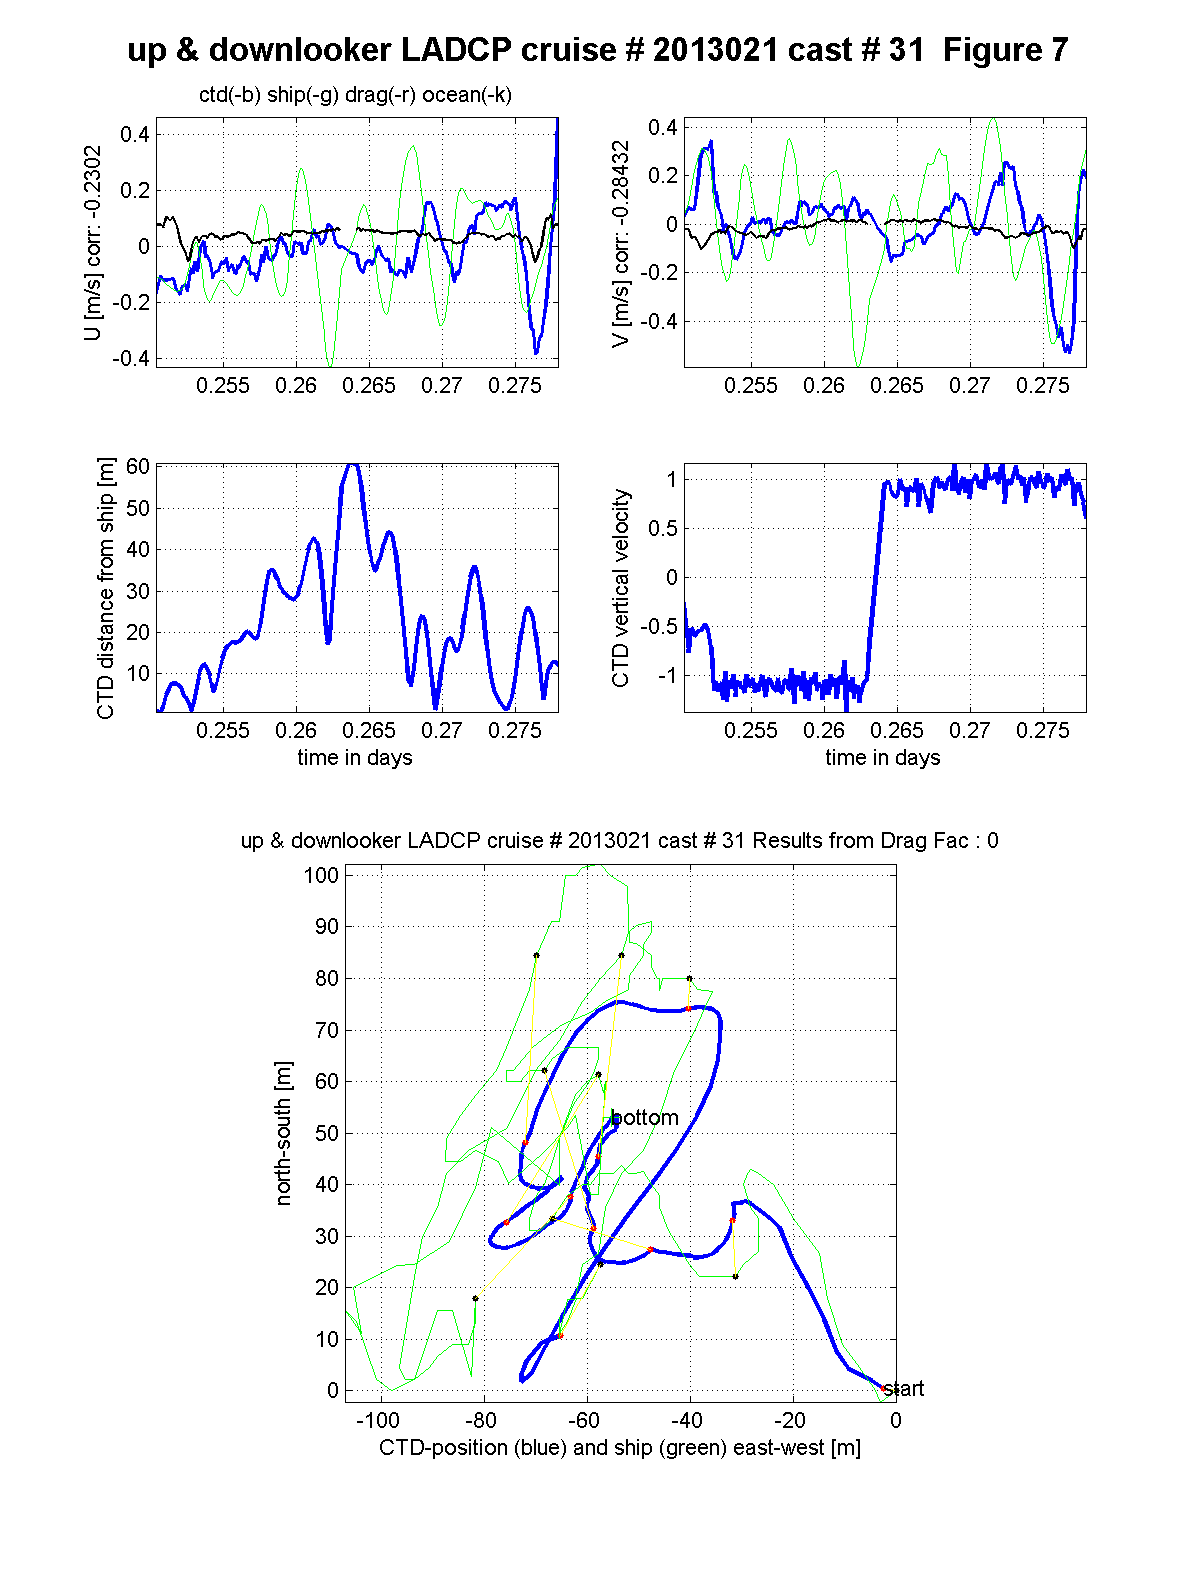 up & downlooker LADCP cruise # 2013021 cast # 31 Figure 7
ctd(-b) ship(-g) drag(-r) ocean(-k)
U [m/s] corr: -0.2302
0.4
0.2
0
-0.2
-0.4
0.255 0.26 0.265 0.27 0.275
V [m/s] corr: -0.28432
0.4
0.2
0
-0.2
-0.4
0.255 0.26 0.265 0.27 0.275
CTD distance from ship [m]
60
50
40
30
20
10
0.255 0.26 0.265 0.27 0.275
time in days
CTD vertical velocity
1
0.5
0
-0.5
-1
0.255 0.26 0.265 0.27 0.275
time in days
up & downlooker LADCP cruise # 2013021 cast # 31 Results from Drag Fac : 0
north-south [m]
100
90
80
70
60
50
40
30
20
10
0
bottom
start
-100 -80 -60 -40 -20 0
CTD-position (blue) and ship (green) east-west [m]